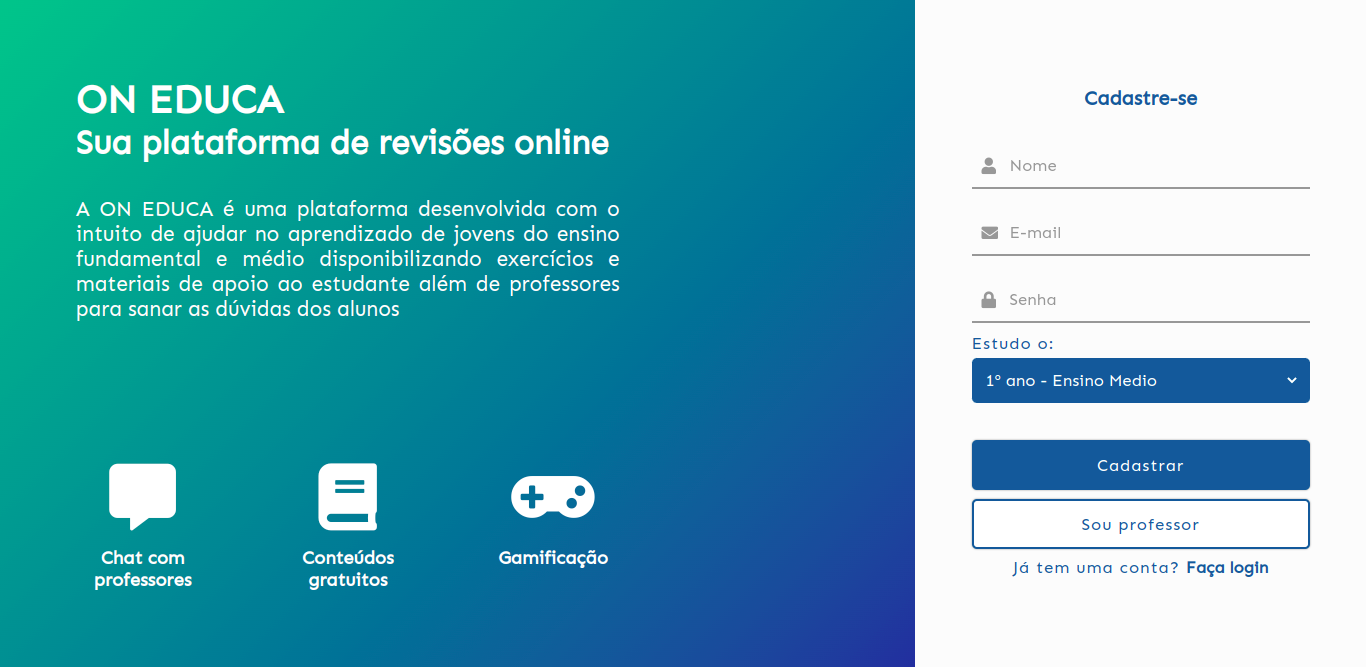 ON EDUCA
Sua plataforma de revisões online
A ON EDUCA é uma plataforma desenvolvida com o
intuito de ajudar no aprendizado de jovens do ensino
fundamental e médio disponibilizando exercícios e
materiais de apoio ao estudante além de professores
para sanar as dúvidas dos alunos
Chat com
professores
Conteúdos
gratuitos
Gamificação
Cadastre-se
Nome
E-mail
Senha
Estudo o:
1º ano - Ensino Medio
Cadastrar
Sou professor
Já tem uma conta? Faça login